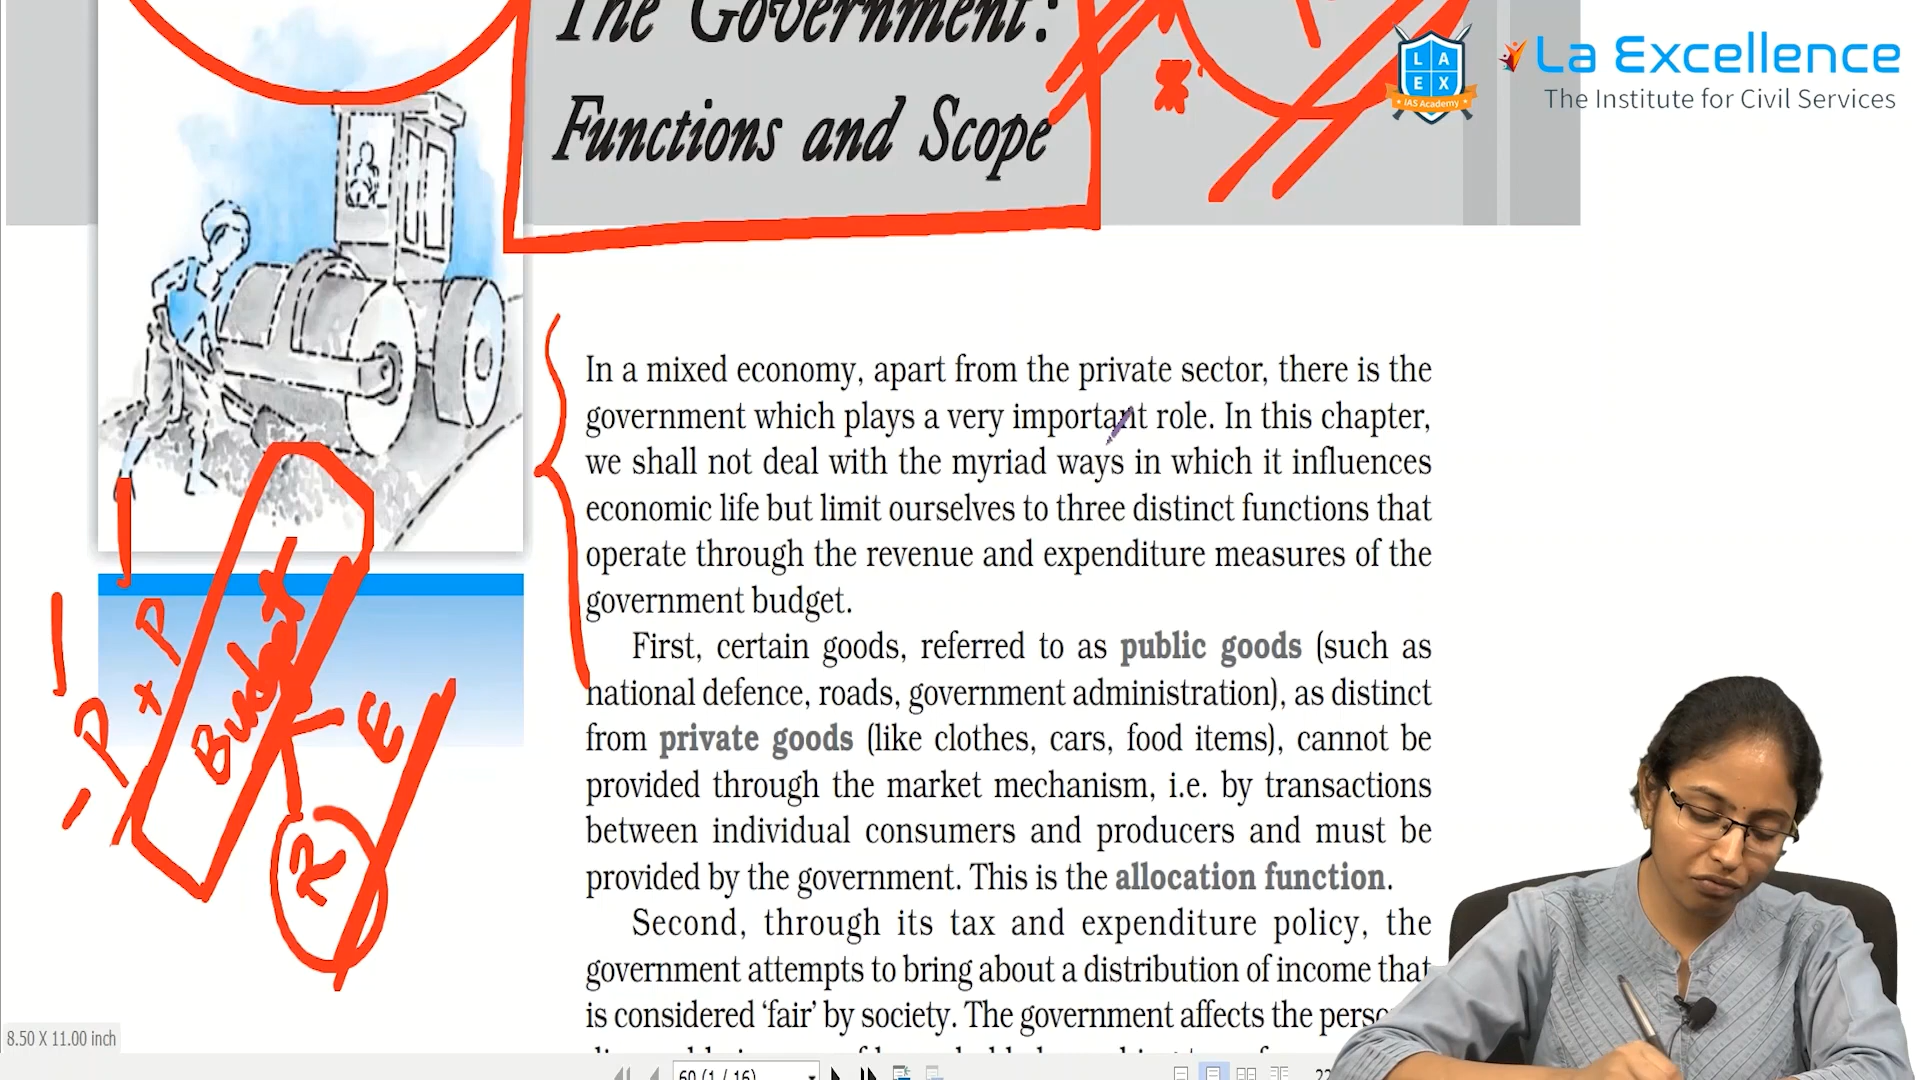 The Government:
Functions and Scope
L A
E X
IAS Academy
La Excellence
The Institute for Civil Services
In a mixed economy, apart from the private sector, there is the
government which plays a very important role. In this chapter,
we shall not deal with the myriad ways in which it influences
economic life but limit ourselves to three distinct functions that
operate through the revenue and expenditure measures of the
government budget.
First, certain goods, referred to as public goods (such as
national defence, roads, government administration), as distinct
from private goods (like clothes, cars, food items), cannot be
provided through the market mechanism, i.e. by transactions
between individual consumers and producers and must be
provided by the government. This is the allocation function.
Second, through its tax and expenditure policy, the
government attempts to bring about a distribution of income that
is considered ‘fair’ by society. The government affects the
P + P
Budget
E
R
8.50 X 11.00 inch
60 (1 / 16)